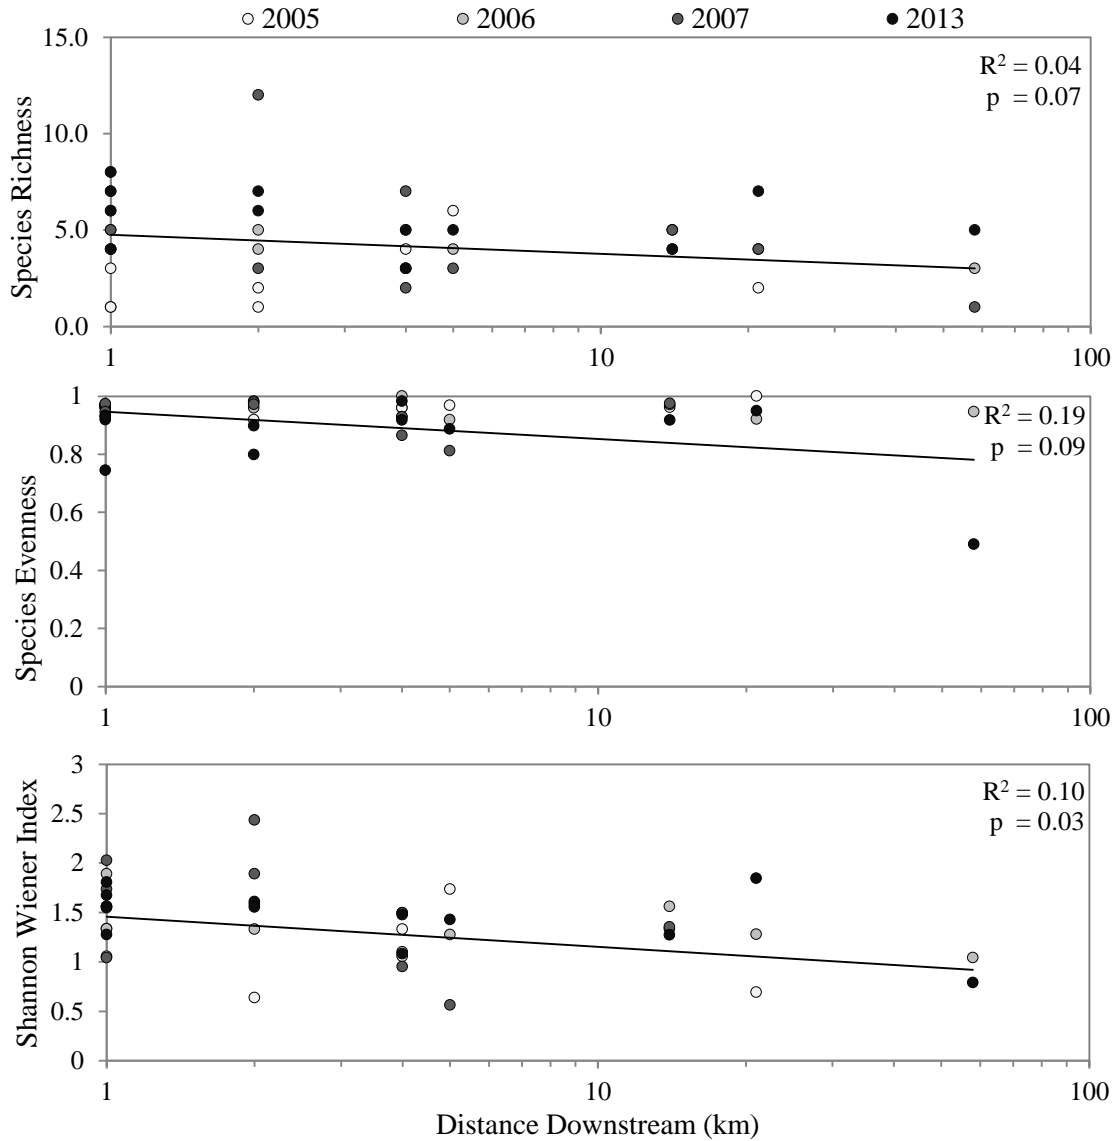 2005 2006 2007 2013
15.0
10.0
5.0
0.0
Species Richness
R² = 0.04
p = 0.07
1 10 100
1
0.8
0.6
0.4
0.2
0
Species Evenness
R² = 0.19
p = 0.09
1 10 100
3
2.5
2
1.5
1
0.5
0
Shannon Wiener Index
R² = 0.10
p = 0.03
1 10 100
Distance Downstream (km)